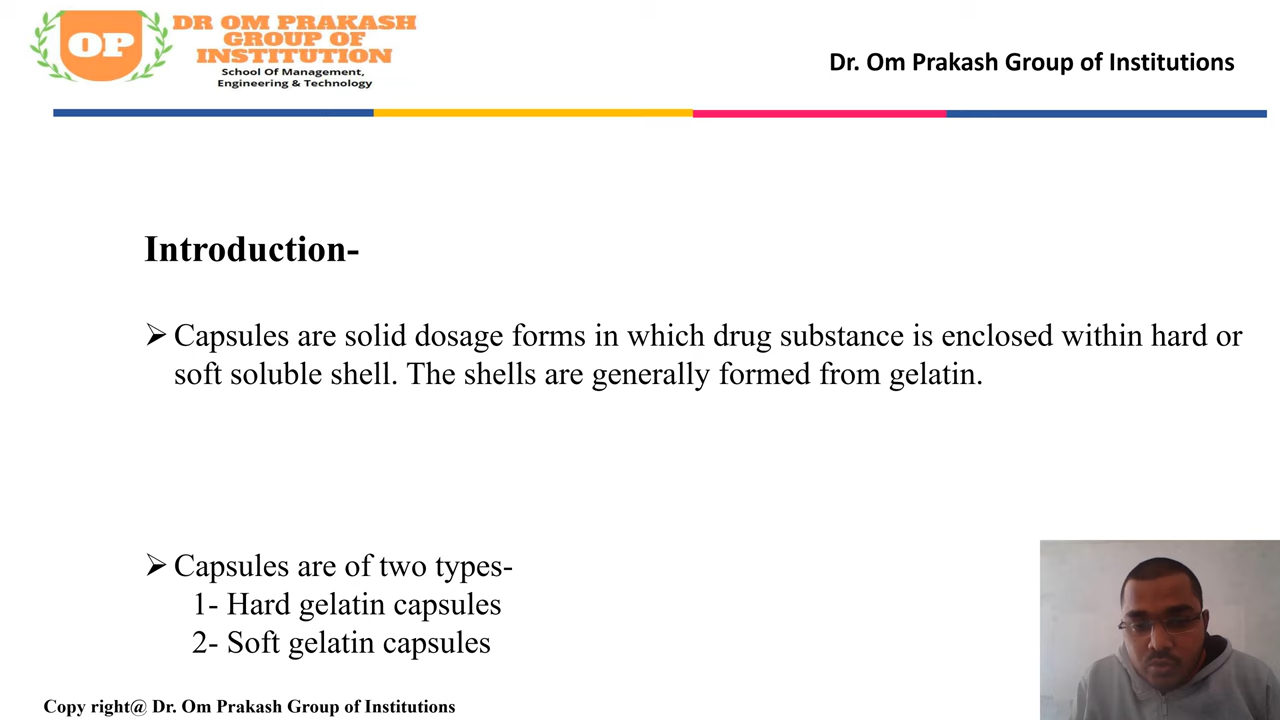 OP
DR OM PRAKASH
GROUP OF
INSTITUTION
School Of Management,
Engineering & Technology
Dr. Om Prakash Group of Institutions
Introduction-
➢ Capsules are solid dosage forms in which drug substance is enclosed within hard or
soft soluble shell. The shells are generally formed from gelatin.
➢ Capsules are of two types-
1- Hard gelatin capsules
2- Soft gelatin capsules
Copy right@ Dr. Om Prakash Group of Institutions